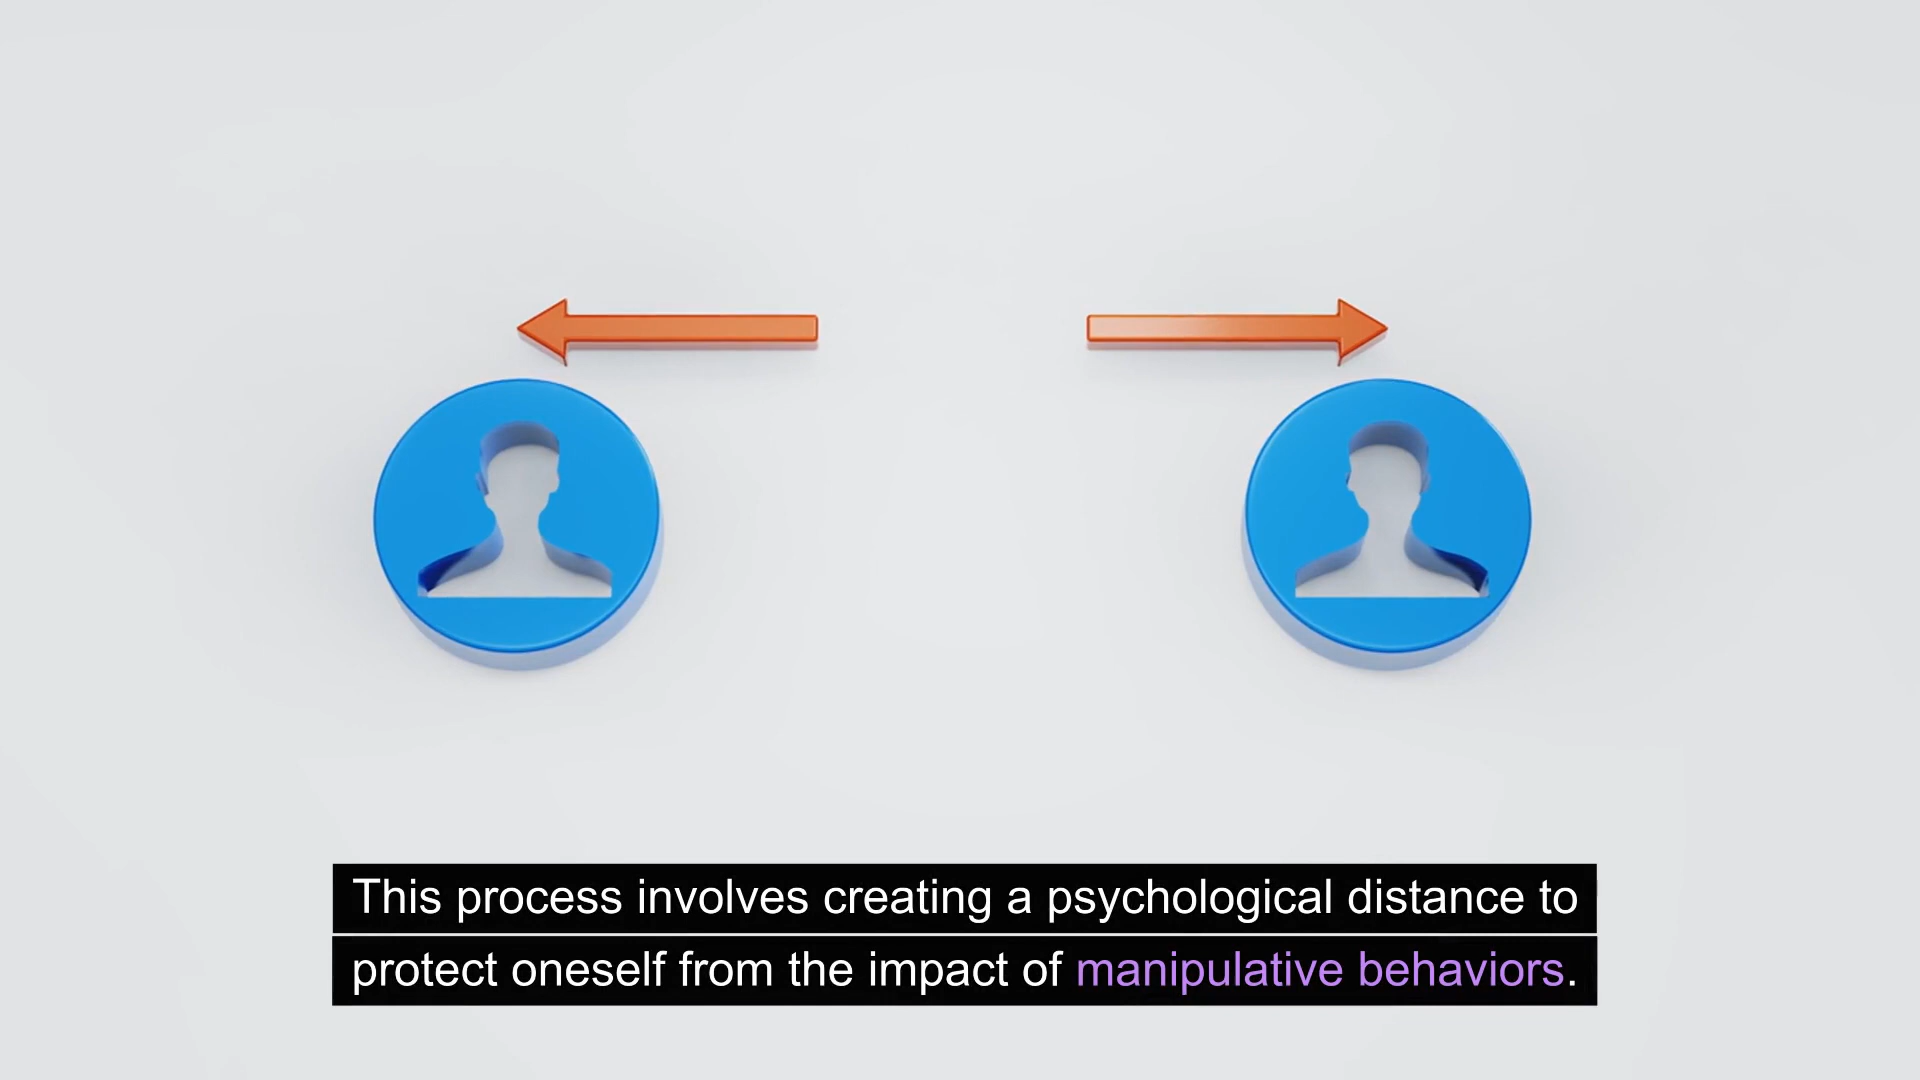 This process involves creating a psychological distance to
protect oneself from the impact of manipulative behaviors.